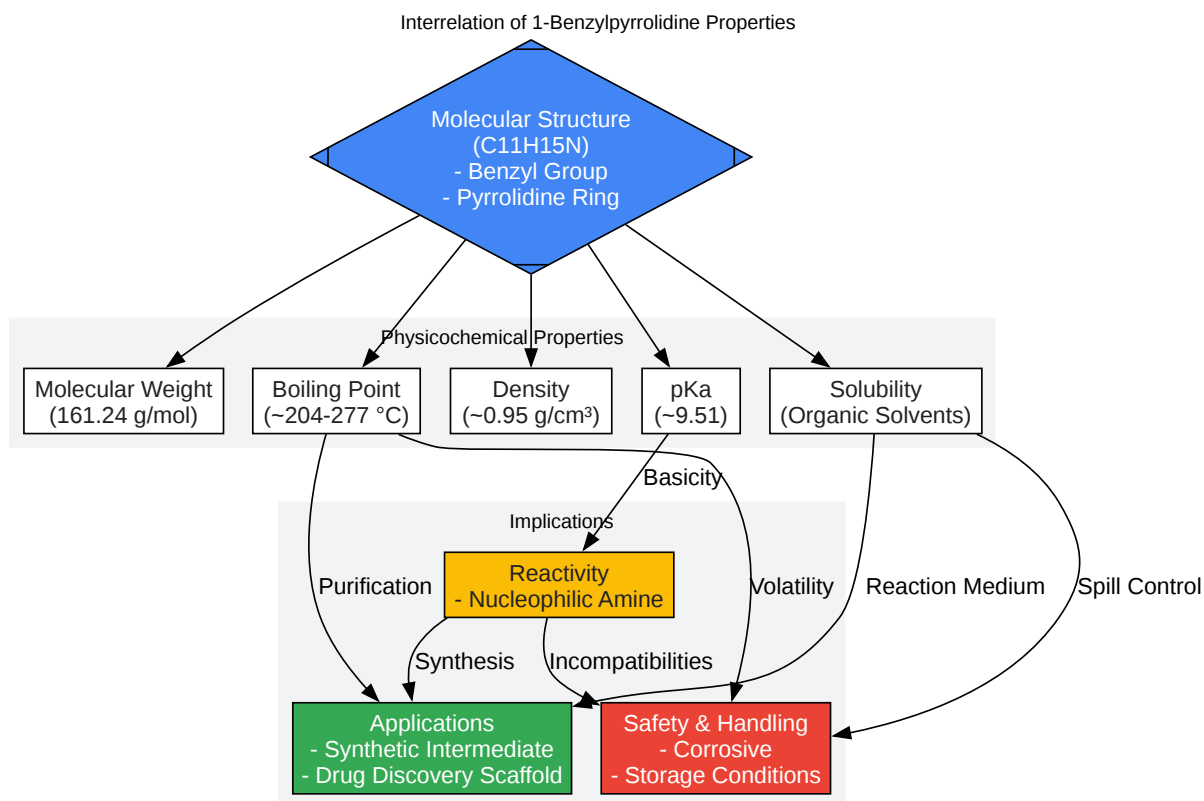 Interrelation of 1-Benzylpyrrolidine Properties
Molecular Structure
(C11H15N)
- Benzyl Group
- Pyrrolidine Ring
Physicochemical Properties
Molecular Weight
(161.24 g/mol)
Boiling Point
(~204-277 °C)
Density
(~0.95 g/cm³)
pKa
(~9.51)
Solubility
(Organic Solvents)
Basicity
Implications
Reactivity
- Nucleophilic Amine
Purification
Volatility
Reaction Medium
Spill Control
Synthesis
Incompatibilities
Applications
- Synthetic Intermediate
- Drug Discovery Scaffold
Safety & Handling
- Corrosive
- Storage Conditions